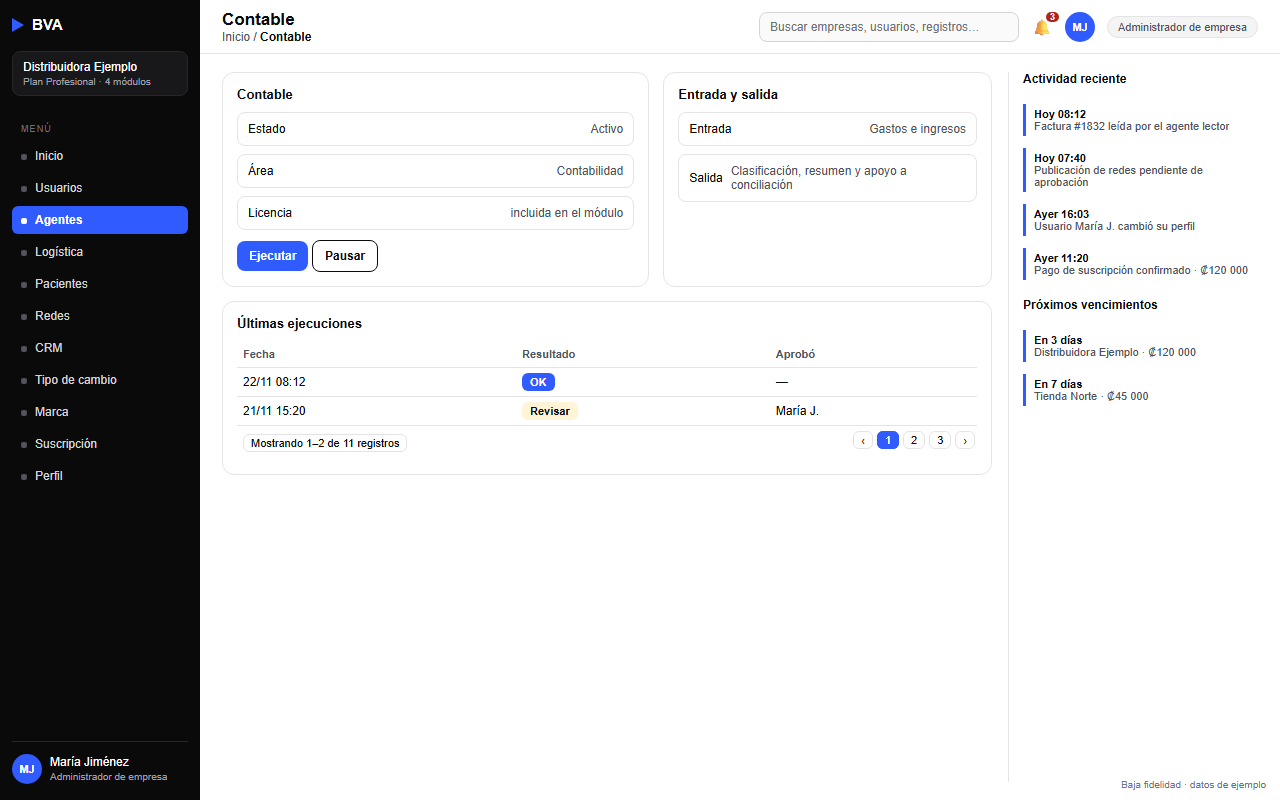 BVA
Distribuidora Ejemplo
Plan Profesional · 4 módulos
MENÚ
Inicio
Usuarios
Agentes
Logística
Pacientes
Redes
CRM
Tipo de cambio
Marca
Suscripción
Perfil
MJ
María Jiménez
Administrador de empresa
Contable
Inicio / Contable
Buscar empresas, usuarios, registros…
3
MJ
Administrador de empresa
Contable
Estado Activo
Área Contabilidad
Licencia incluida en el módulo
Ejecutar Pausar
Entrada y salida
Entrada Gastos e ingresos
Salida Clasificación, resumen y apoyo a
conciliación
Últimas ejecuciones
Fecha Resultado Aprobó
22/11 08:12 OK —
21/11 15:20 Revisar María J.
Mostrando 1–2 de 11 registros ‹ 1 2 3 ›
Actividad reciente
Hoy 08:12
Factura #1832 leída por el agente lector
Hoy 07:40
Publicación de redes pendiente de
aprobación
Ayer 16:03
Usuario María J. cambió su perfil
Ayer 11:20
Pago de suscripción confirmado · ₡120 000
Próximos vencimientos
En 3 días
Distribuidora Ejemplo · ₡120 000
En 7 días
Tienda Norte · ₡45 000
Baja fidelidad · datos de ejemplo